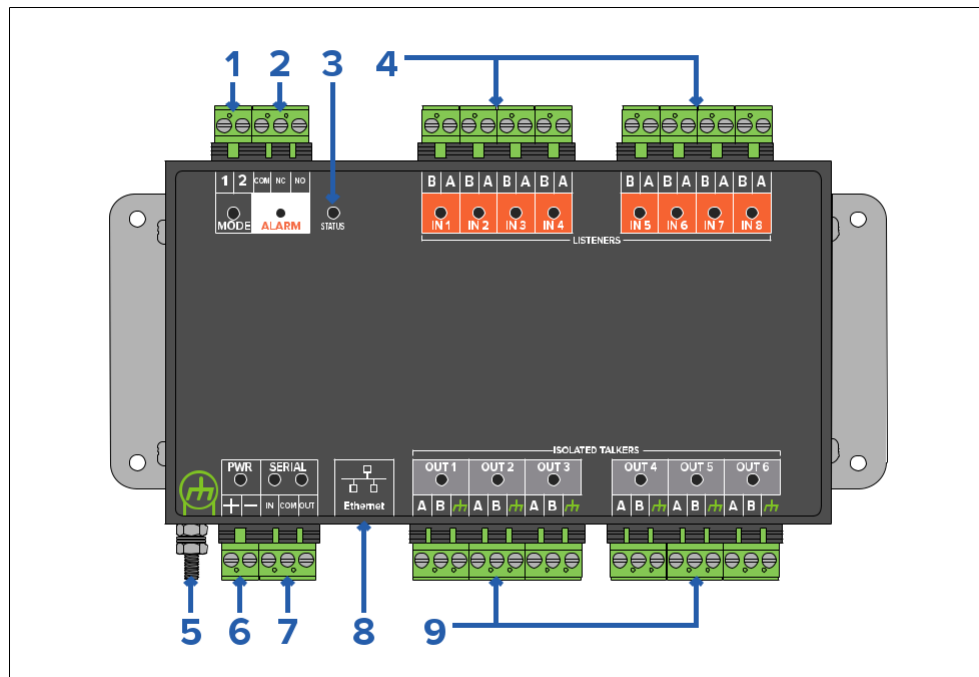 1 2 3 4
1 2 COM NC NO
B A B A B A B A B A B A B A B A
MODE ALARM STATUS
IN 1 IN 2 IN 3 IN 4 IN 5 IN 6 IN 7 IN 8
LISTENERS
ISOLATED TALKERS
PWR SERIAL OUT 1 OUT 2 OUT 3 OUT 4 OUT 5 OUT 6
+ − IN COM OUT Ethernet A B A B A B A B A B A B
5 6 7 8 9